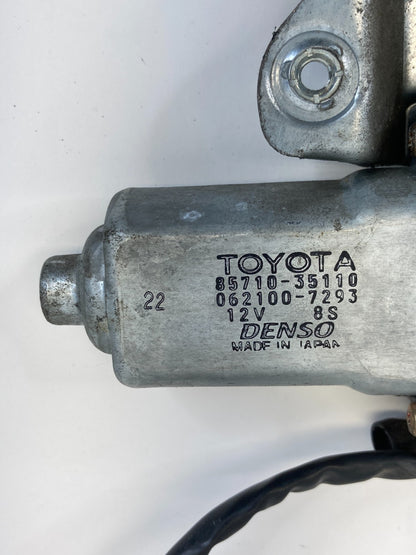 TOYOTA
85710-35110
22
062100-7293
12V 8S
DENSO
MADE IN JAPAN